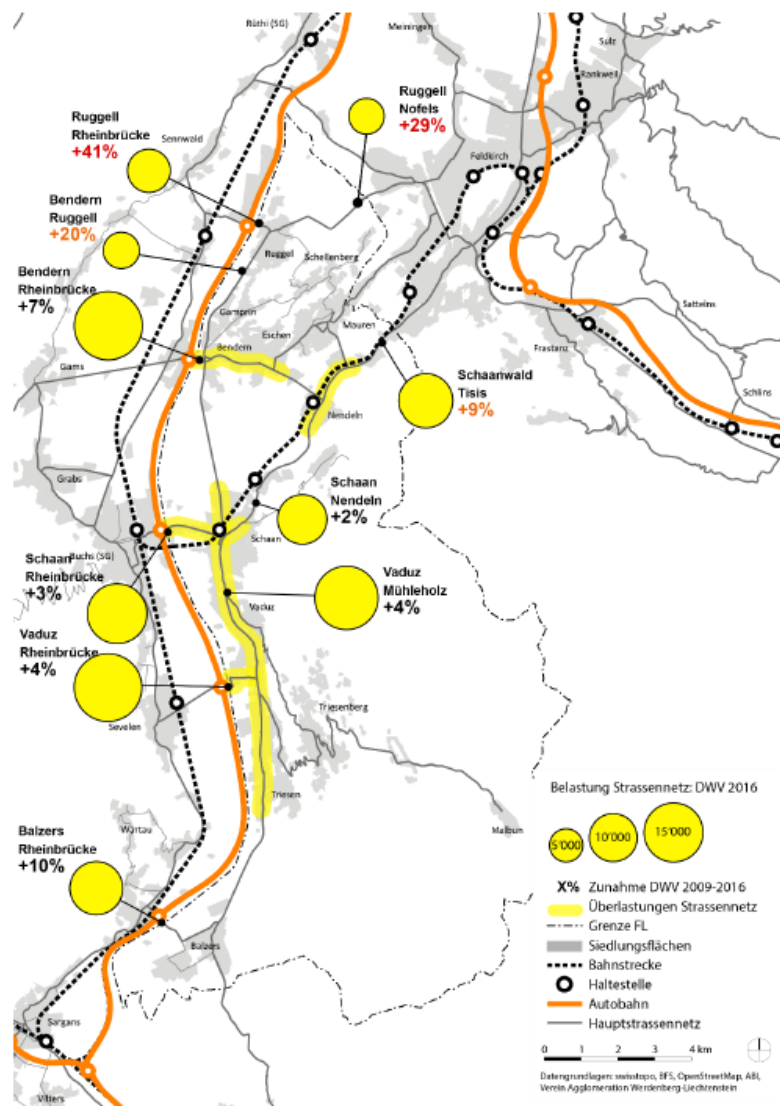 Rüthi (SG)
Meiningen
Sulz
Rankweil
Ruggell
Nofels
+29%
Ruggell
Rheinbrücke
+41%
Sennwald
Feldkirch
Bendern
Ruggell
+20%
Ruggel
Schellenberg
Bendern
Rheinbrücke
+7%
Gamprin
Eschen
Mauren
Bendern
Satteins
Frastanz
Gams
Schaanwald
Tisis
+9%
Schlins
Nendeln
Grabs
Schaan
Nendeln
+2%
Schaan
Buchs (SG)
Schaan
Rheinbrücke
+3%
Vaduz
Mühleholz
+4%
Vaduz
Vaduz
Rheinbrücke
+4%
Triesenberg
Sevelen
Triesen
Malbun
Wartau
Balzers
Rheinbrücke
+10%
Balzers
Sargans
Vilters
Belastung Strassennetz: DWV 2016
5'000 10'000 15'000
X% Zunahme DWV 2009-2016
Überlastungen Strassennetz
Grenze FL
Siedlungsflächen
Bahnstrecke
Haltestelle
Autobahn
Hauptstrassennetz
0 1 2 3 4 km
Datengrundlagen: swisstopo, BFS, OpenStreetMap, ABI,
Verein Agglomeration Werdenberg-Liechtenstein